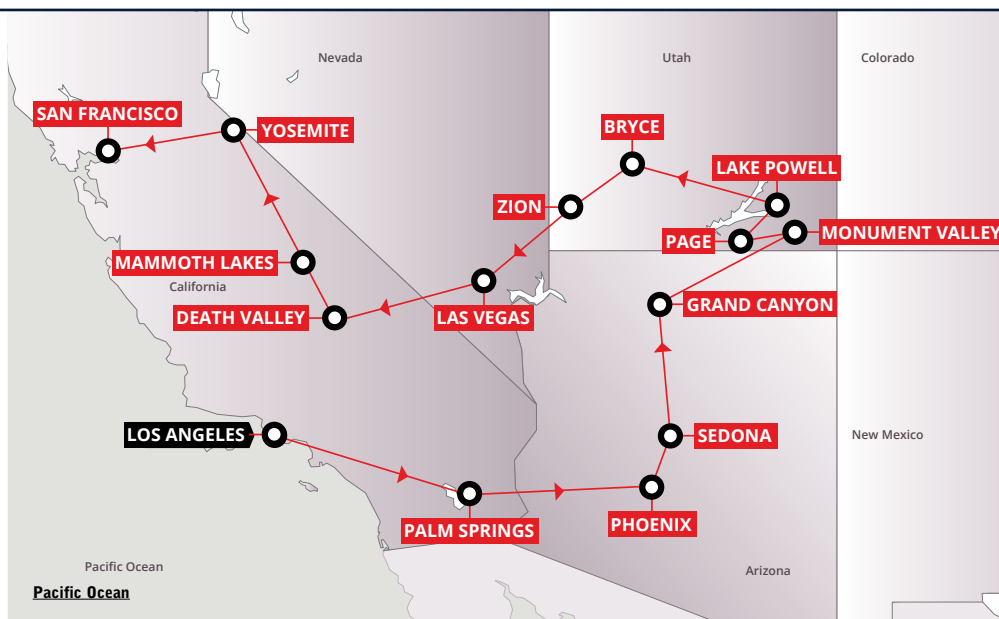 Nevada
Utah
Colorado
SAN FRANCISCO
YOSEMITE
BRYCE
LAKE POWELL
ZION
PAGE
MONUMENT VALLEY
MAMMOTH LAKES
California
DEATH VALLEY
LAS VEGAS
GRAND CANYON
LOS ANGELES
SEDONA
New Mexico
PALM SPRINGS
PHOENIX
Pacific Ocean
Arizona
Pacific Ocean